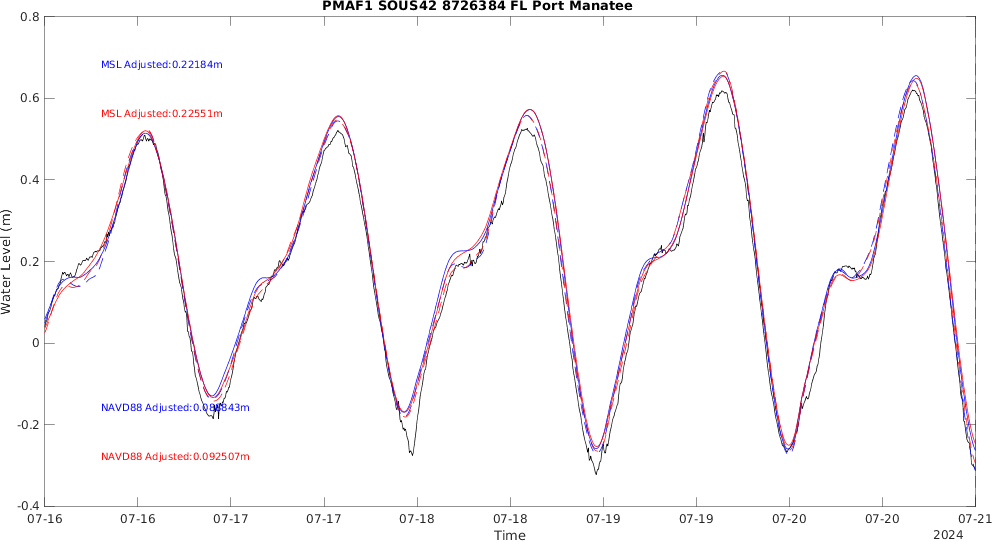 PMAF1 SOUS42 8726384 FL Port Manatee
0.8
0.6
0.4
0.2
0
-0.2
-0.4
Water Level (m)
MSL Adjusted:0.22184m
MSL Adjusted:0.22551m
NAVD88 Adjusted:0.088843m
NAVD88 Adjusted:0.092507m
07-16 07-16 07-17 07-17 07-18 07-18 07-19 07-19 07-20 07-20 07-21
Time
2024